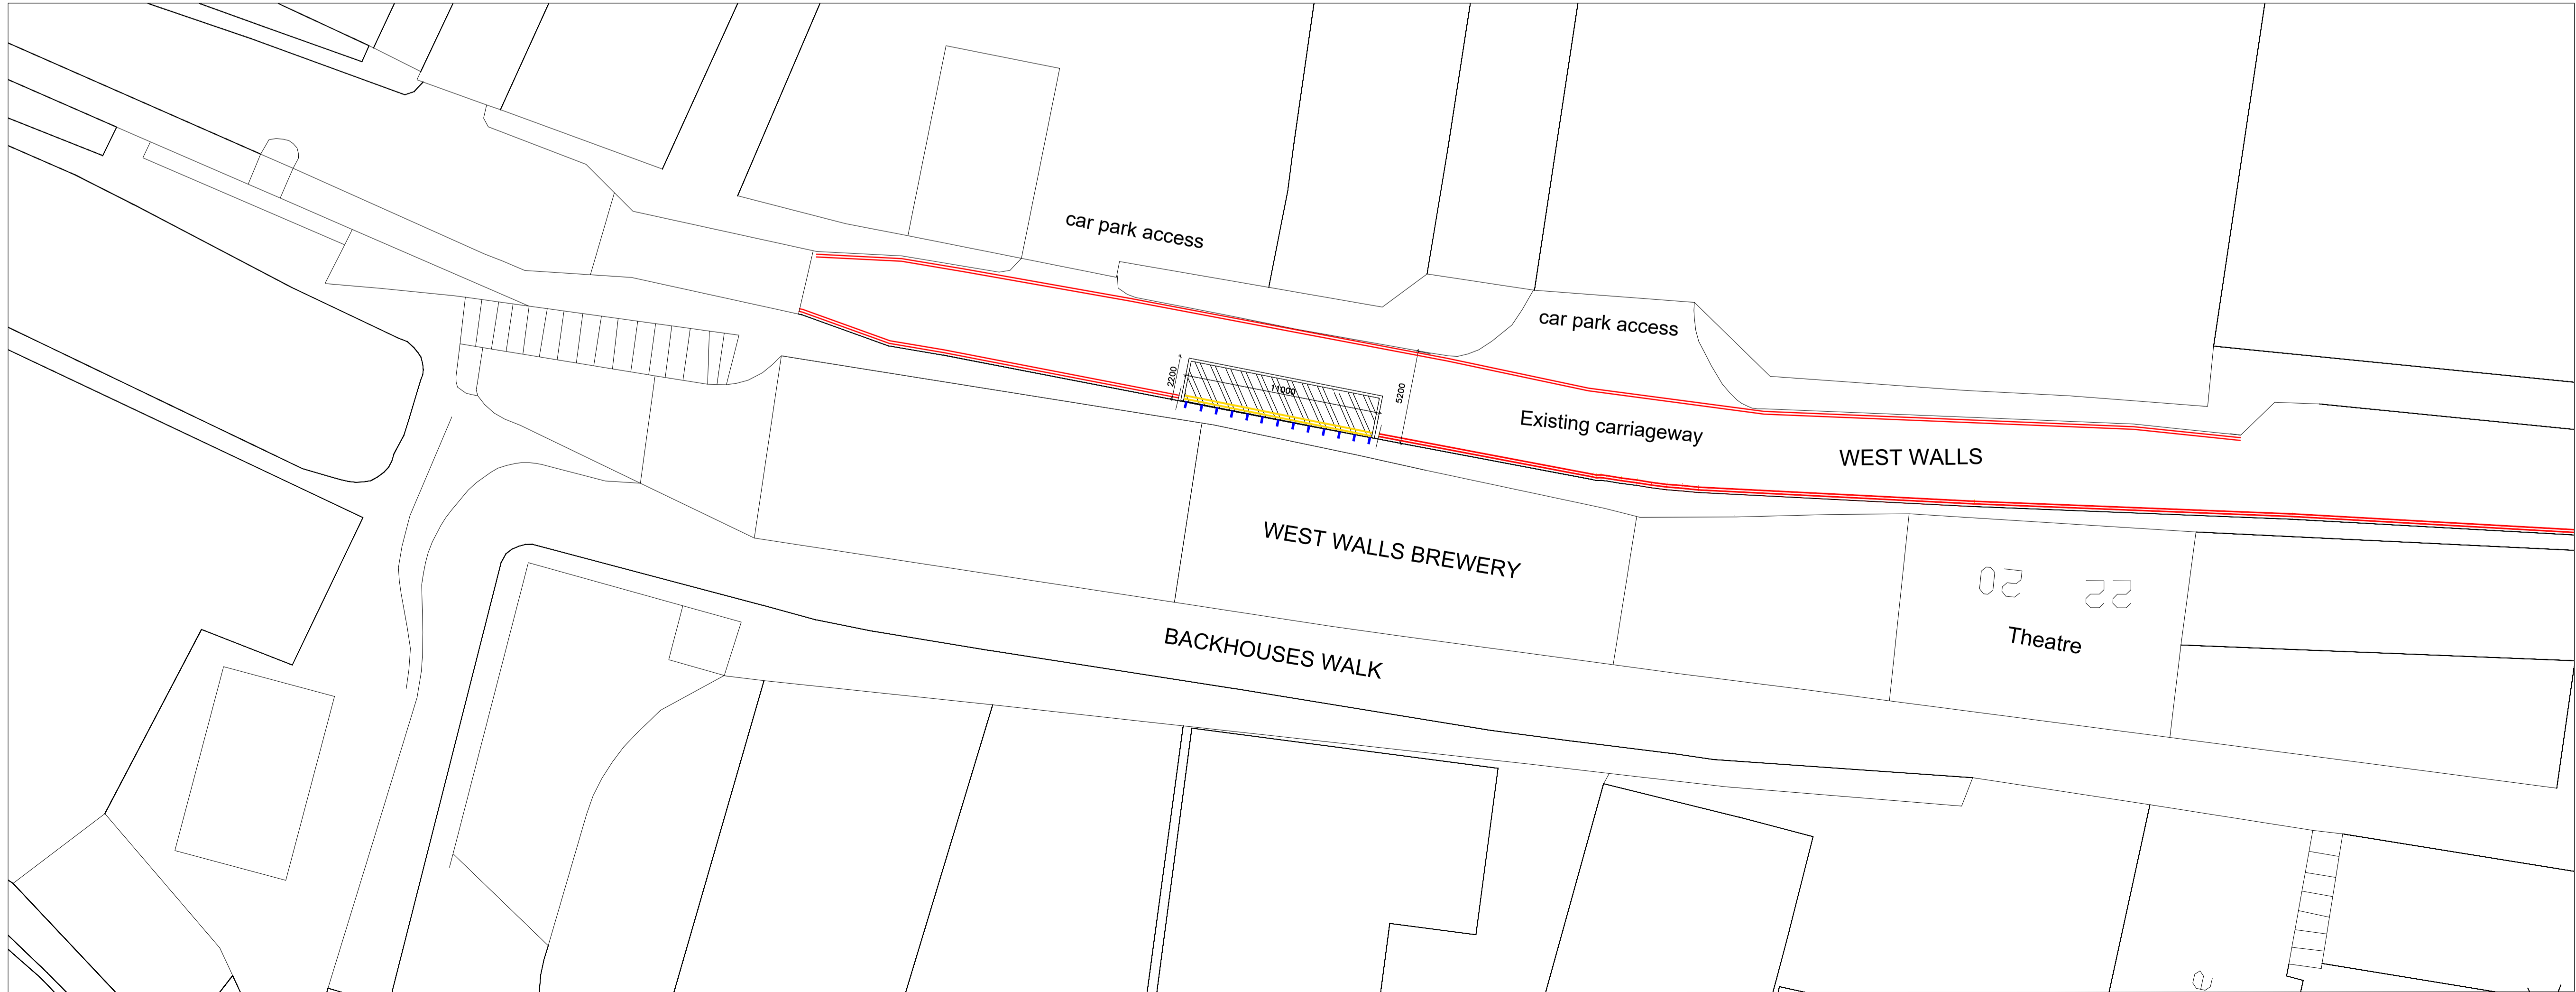 car park access
car park access
2200
11000
5200
Existing carriageway
WEST WALLS
WEST WALLS BREWERY
20
22
Theatre
BACKHOUSES WALK